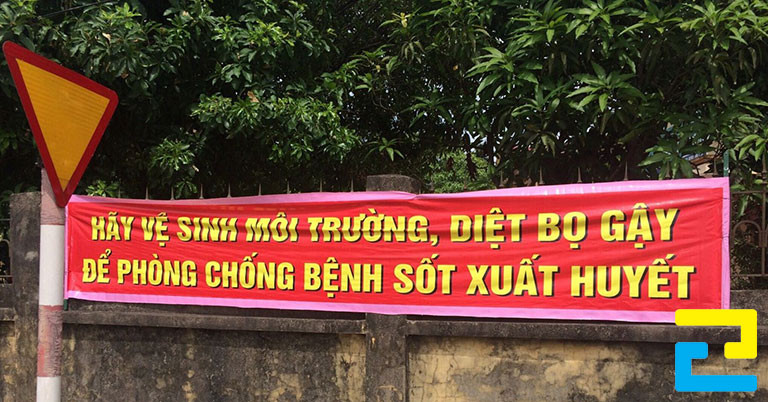 HÃY VỆ SINH MÔI TRƯỜNG, DIỆT BỌ GẬY
ĐỂ PHÒNG CHỐNG BỆNH SỐT XUẤT HUYẾT